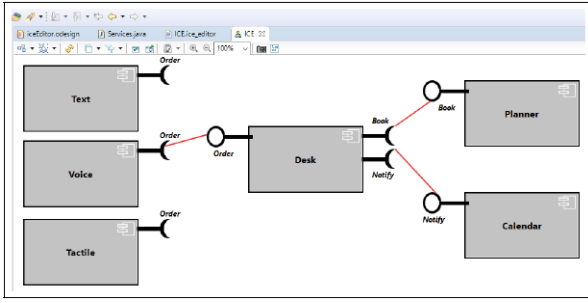 iceEditor.odesign Services.java ICE.ice_editor ICE
100%
Order
Text
Order
Voice
Order
Desk
Book
Notify
Book
Planner
Notify
Calendar
Order
Tactile